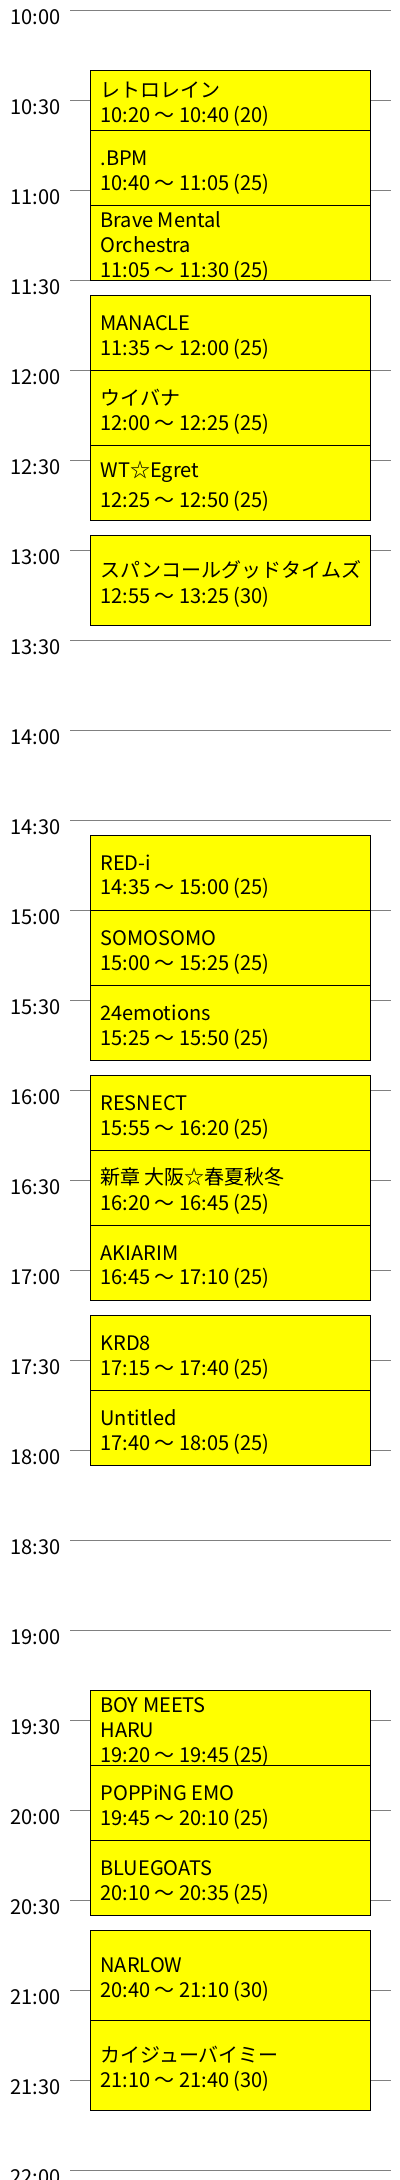 10:00
レトロレイン
10:30
10:20 ～ 10:40 (20)
.BPM
10:40 ～ 11:05 (25)
11:00
Brave Mental
Orchestra
11:05 ～ 11:30 (25)
11:30
MANACLE
11:35 ～ 12:00 (25)
12:00
ウイバナ
12:00 ～ 12:25 (25)
12:30
WT☆Egret
12:25 ～ 12:50 (25)
13:00
スパンコールグッドタイムズ
12:55 ～ 13:25 (30)
13:30
14:00
14:30
RED-i
14:35 ～ 15:00 (25)
15:00
SOMOSOMO
15:00 ～ 15:25 (25)
15:30
24emotions
15:25 ～ 15:50 (25)
16:00
RESNECT
15:55 ～ 16:20 (25)
16:30
新章 大阪☆春夏秋冬
16:20 ～ 16:45 (25)
AKIARIM
17:00
16:45 ～ 17:10 (25)
KRD8
17:30
17:15 ～ 17:40 (25)
Untitled
17:40 ～ 18:05 (25)
18:00
18:30
19:00
BOY MEETS
HARU
19:30
19:20 ～ 19:45 (25)
POPPiNG EMO
20:00
19:45 ～ 20:10 (25)
BLUEGOATS
20:10 ～ 20:35 (25)
20:30
NARLOW
20:40 ～ 21:10 (30)
21:00
カイジューバイミー
21:10 ～ 21:40 (30)
21:30
22:00